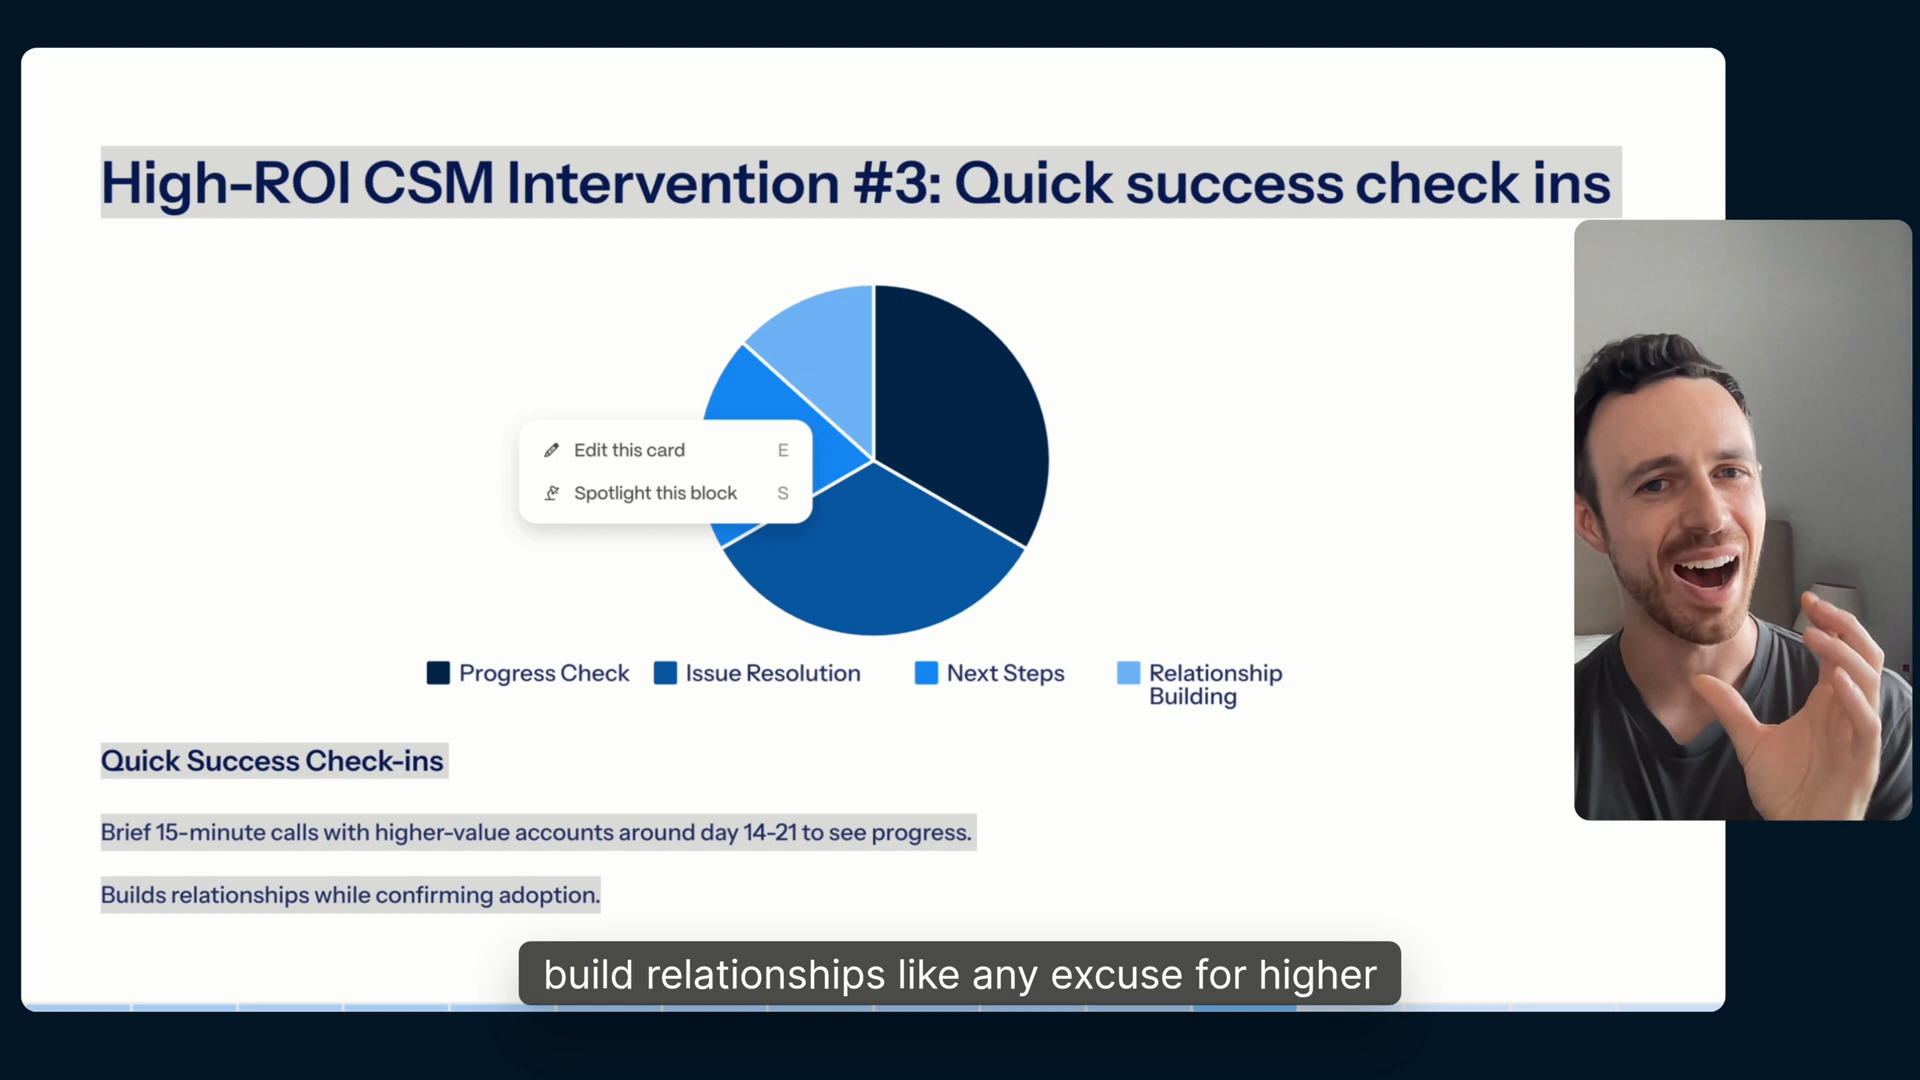 High-ROI CSM Intervention #3: Quick success check ins
Edit this card E
Spotlight this block S
Progress Check Issue Resolution Next Steps Relationship
Building
Quick Success Check-ins
Brief 15-minute calls with higher-value accounts around day 14-21 to see progress.
Builds relationships while confirming adoption.
build relationships like any excuse for higher